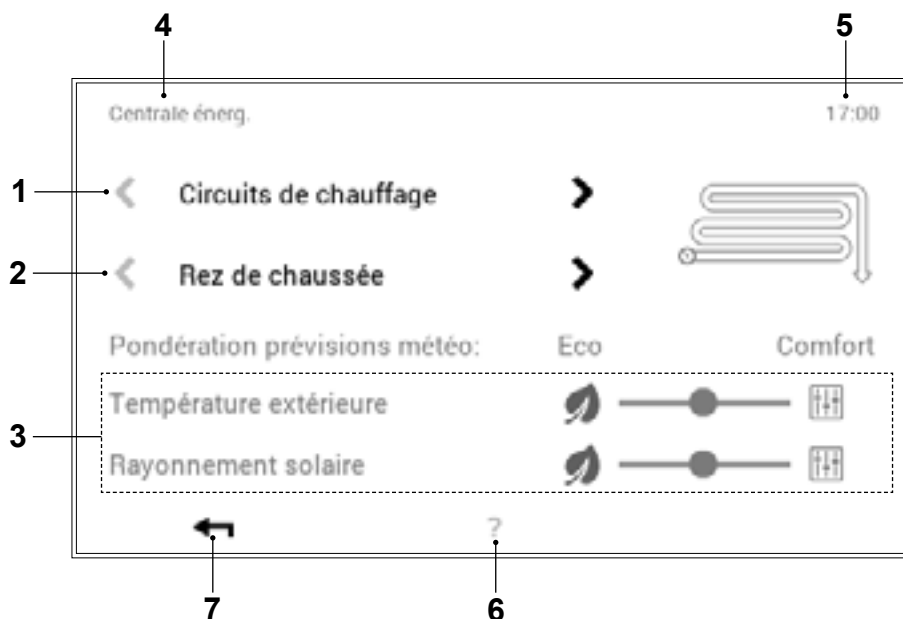 4 5
Centrale énerg. 17:00
1 Circuits de chauffage
2 Rez de chaussée
Pondération prévisions météo: Eco Comfort
Température extérieure
3
Rayonnement solaire
?
7 6